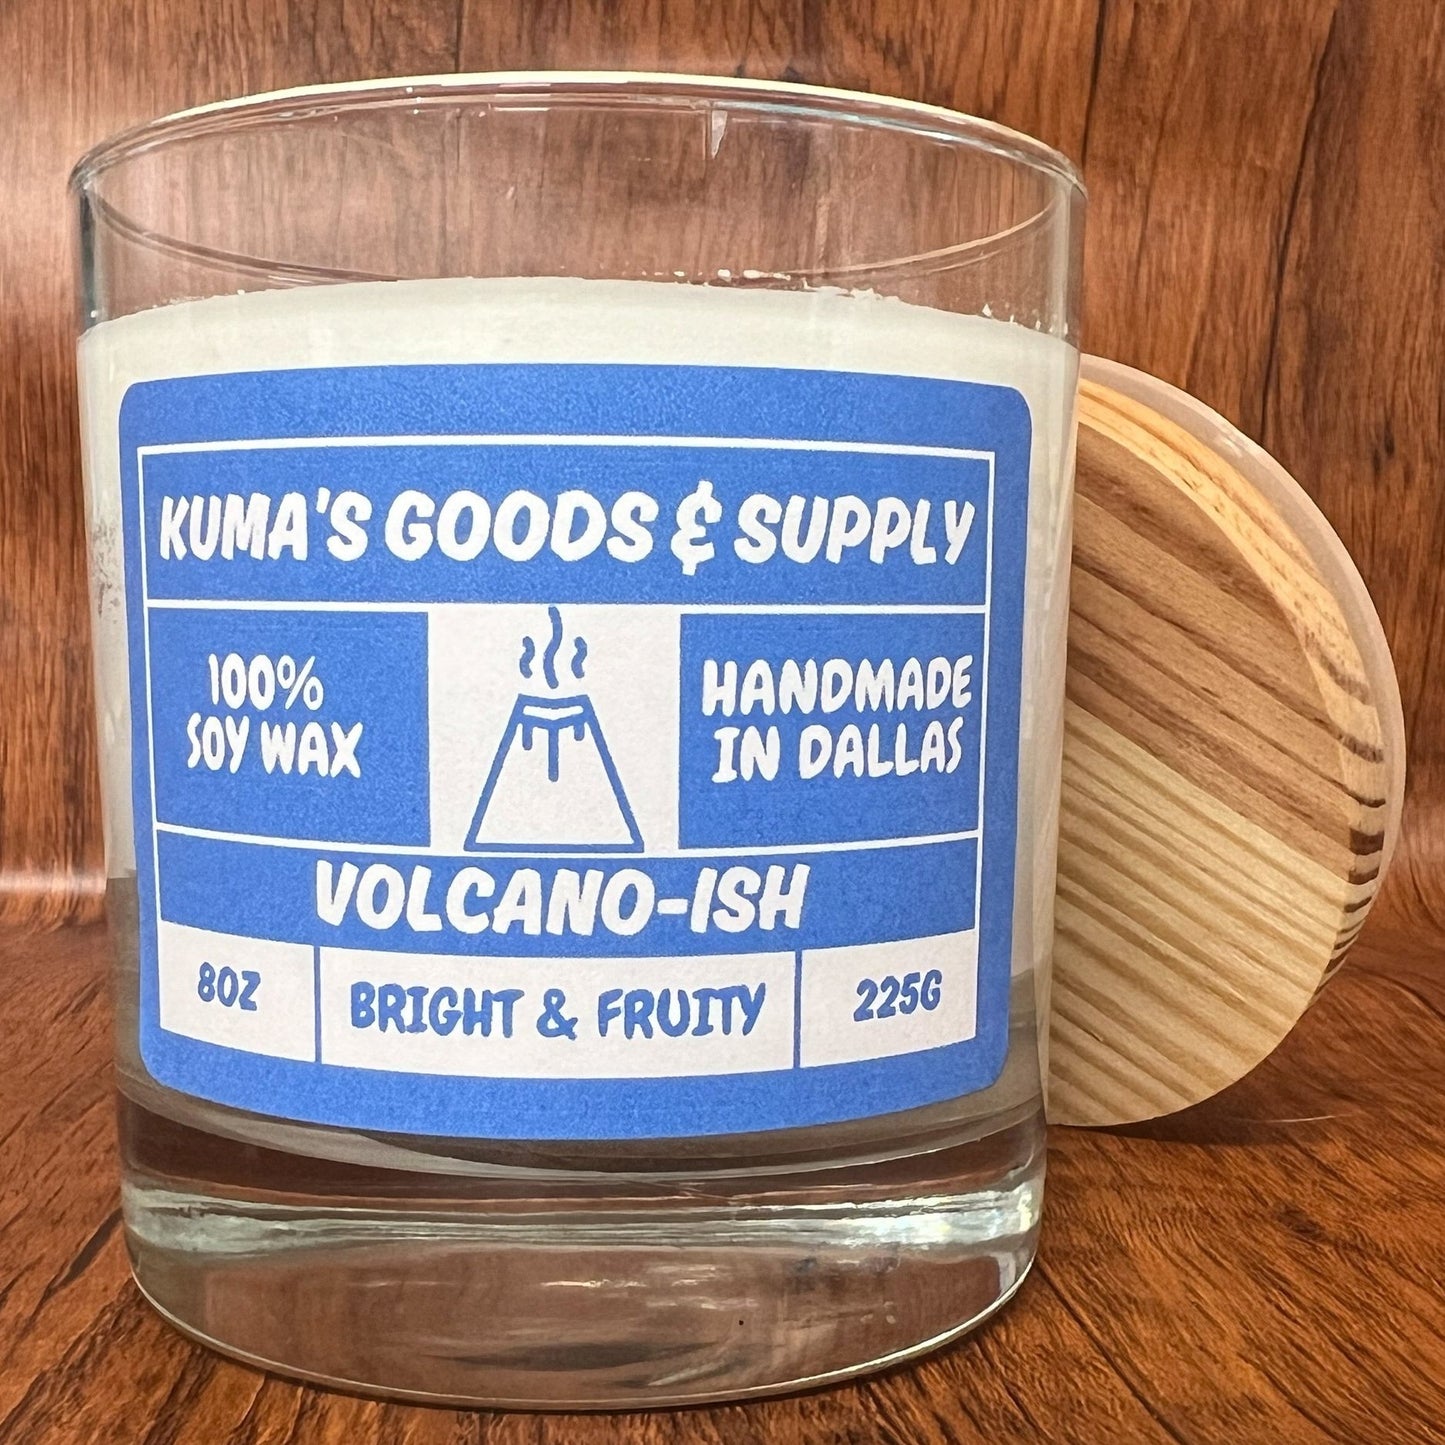 KUMA'S GOODS & SUPPLY
100%
SOY WAX
HANDMADE
IN DALLAS
VOLCANO-ISH
8OZ
BRIGHT & FRUITY
225G